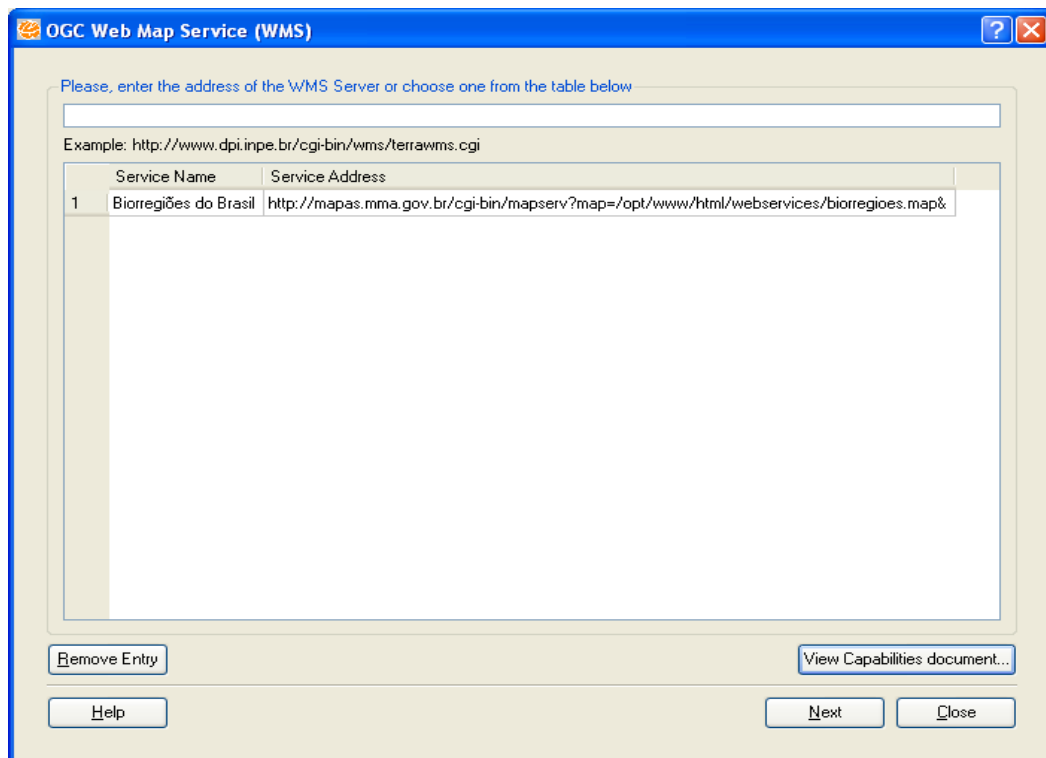 OGC Web Map Service (WMS)
Please, enter the address of the WMS Server or choose one from the table below
Example: http://www.dpi.inpe.br/cgi-bin/wms/terrawms.cgi
Service Name Service Address
1 Biorregiões do Brasil http://mapas.mma.gov.br/cgi-bin/mapserv?map=/opt/www/html/webservices/biorregioes.map&
Remove Entry View Capabilities document...
Help Next Close